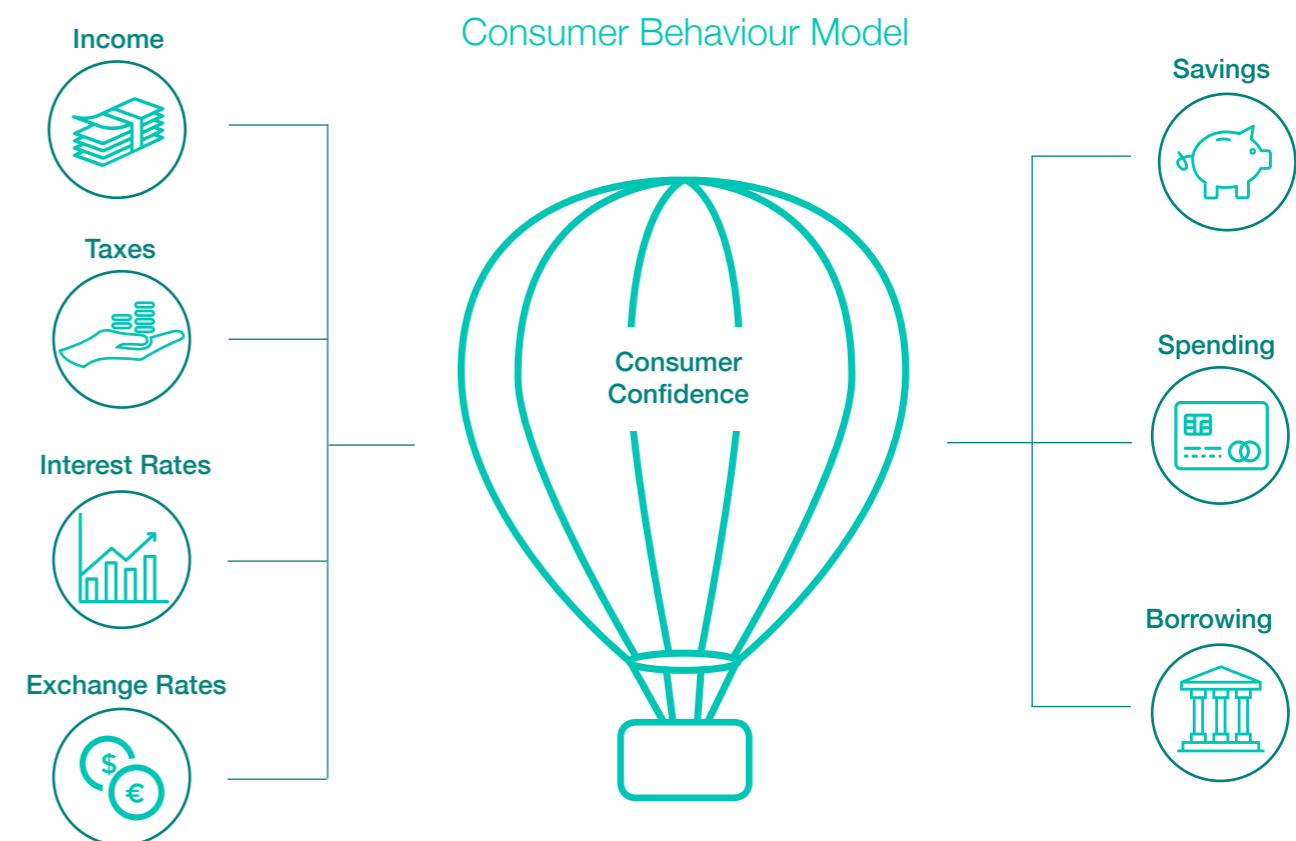 Consumer Behaviour Model
Income
Taxes
Interest Rates
Exchange Rates
$
€
Consumer
Confidence
Savings
Spending
Borrowing